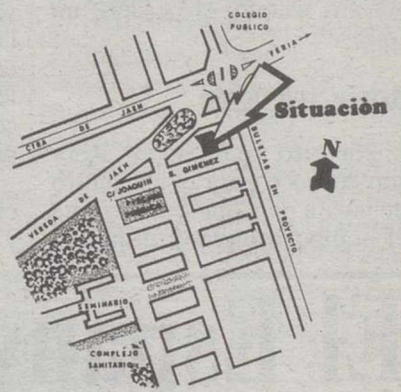 COLEGIO
PUBLICO
FERIA
CTRA DE JAEN
Situaciòn
N
VEREDA DE JAEN
C/ JOAQUIN S. GIMENEZ
BULEVAR EN PROYECTO
SEMINARIO
COMPLEJO
SANITARIO